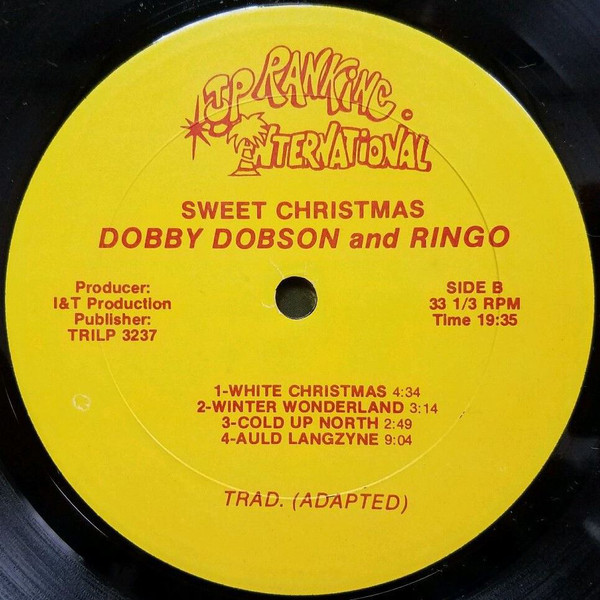 JP RANKING
INTERNATIONAL
SWEET CHRISTMAS
DOBBY DOBSON and RINGO
Producer:
I&T Production
Publisher:
TRILP 3237
SIDE B
33 1/3 RPM
Time 19:35
1-WHITE CHRISTMAS 4:34
2-WINTER WONDERLAND 3:14
3-COLD UP NORTH 2:49
4-AULD LANGZYNE 9:04
TRAD. (ADAPTED)